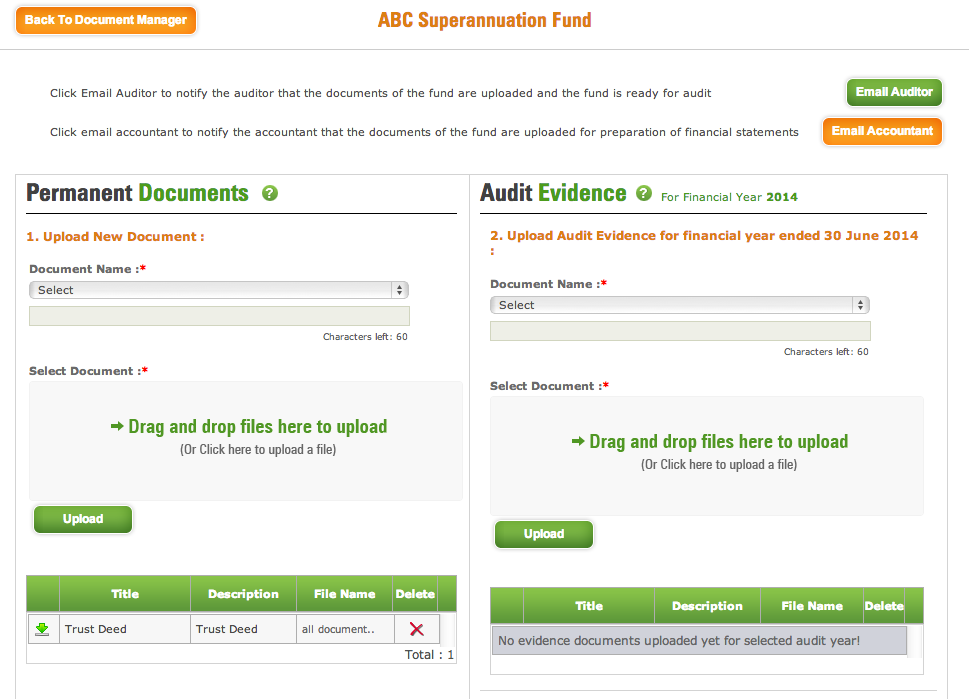 Back To Document Manager
ABC Superannuation Fund
Click Email Auditor to notify the auditor that the documents of the fund are uploaded and the fund is ready for audit
Email Auditor
Click email accountant to notify the accountant that the documents of the fund are uploaded for preparation of financial statements
Email Accountant
Permanent Documents ?
1. Upload New Document :
Document Name :*
Select
Characters left: 60
Select Document :*
➞ Drag and drop files here to upload
(Or Click here to upload a file)
Upload
Title Description File Name Delete
Trust Deed Trust Deed all document..
Total : 1
Audit Evidence ? For Financial Year 2014
2. Upload Audit Evidence for financial year ended 30 June 2014
:
Document Name :*
Select
Characters left: 60
Select Document :*
➞ Drag and drop files here to upload
(Or Click here to upload a file)
Upload
Title Description File Name Delete
No evidence documents uploaded yet for selected audit year!